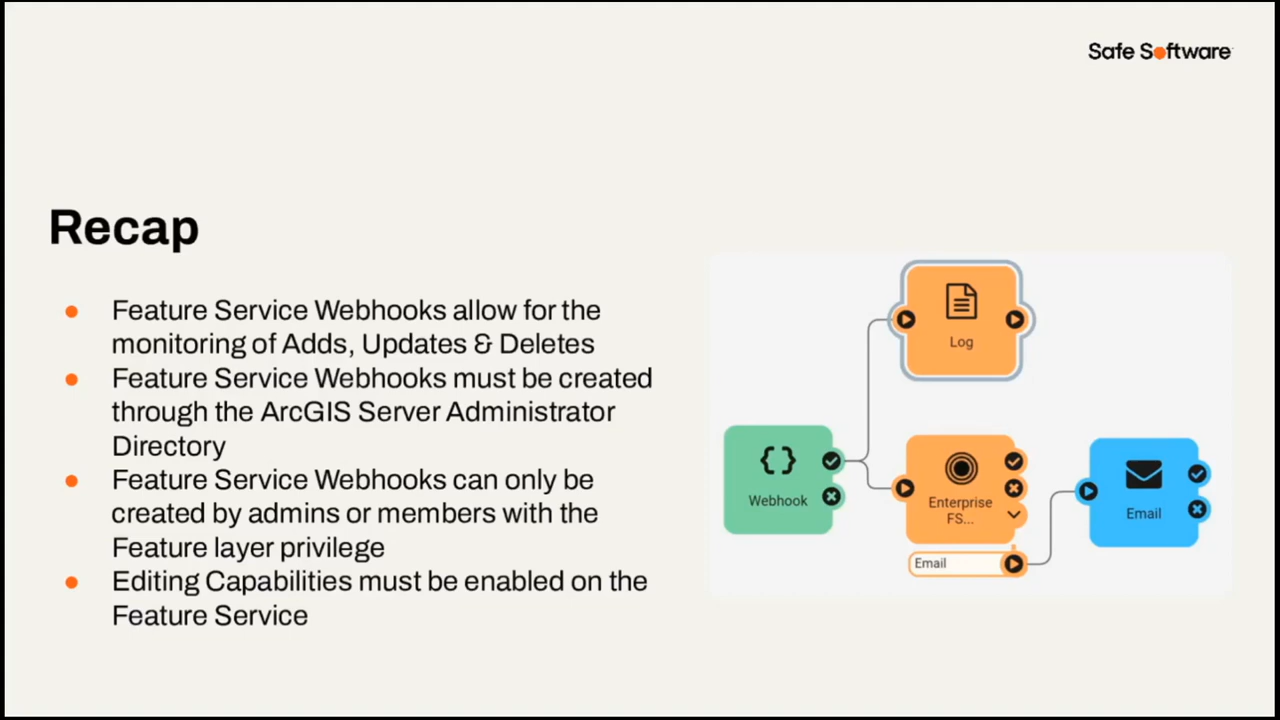 Safe Software
Recap
Feature Service Webhooks allow for the
monitoring of Adds, Updates & Deletes
Feature Service Webhooks must be created
through the ArcGIS Server Administrator
Directory
Feature Service Webhooks can only be
created by admins or members with the
Feature layer privilege
Editing Capabilities must be enabled on the
Feature Service
Log
{}
Webhook
Enterprise
FS...
Email
Email